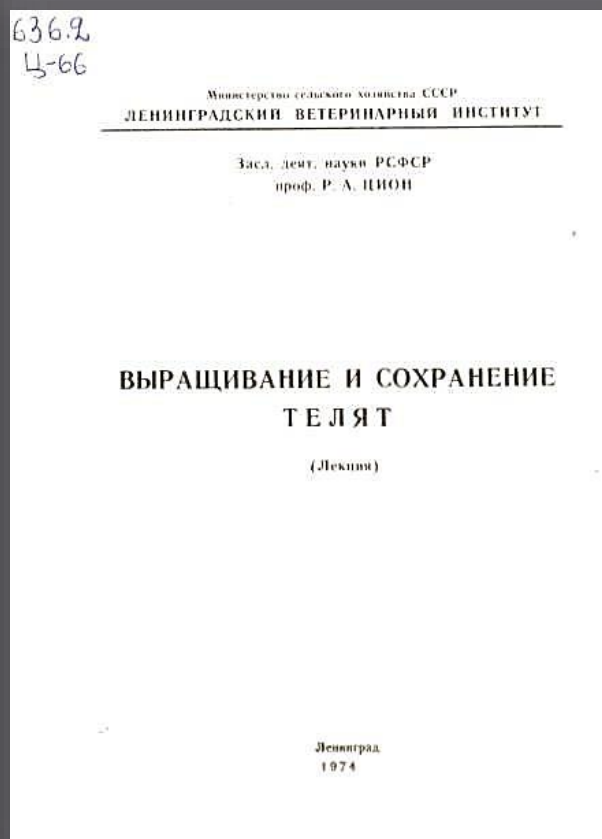 636.2
Ц-66
Министерство сельского хозяйства СССР
ЛЕНИНГРАДСКИЙ ВЕТЕРИНАРНЫЙ ИНСТИТУТ
Засл. деят. науки РСФСР
проф. Р. А. ЦИОН
ВЫРАЩИВАНИЕ И СОХРАНЕНИЕ
ТЕЛЯТ
(Лекция)
Ленинград
1974